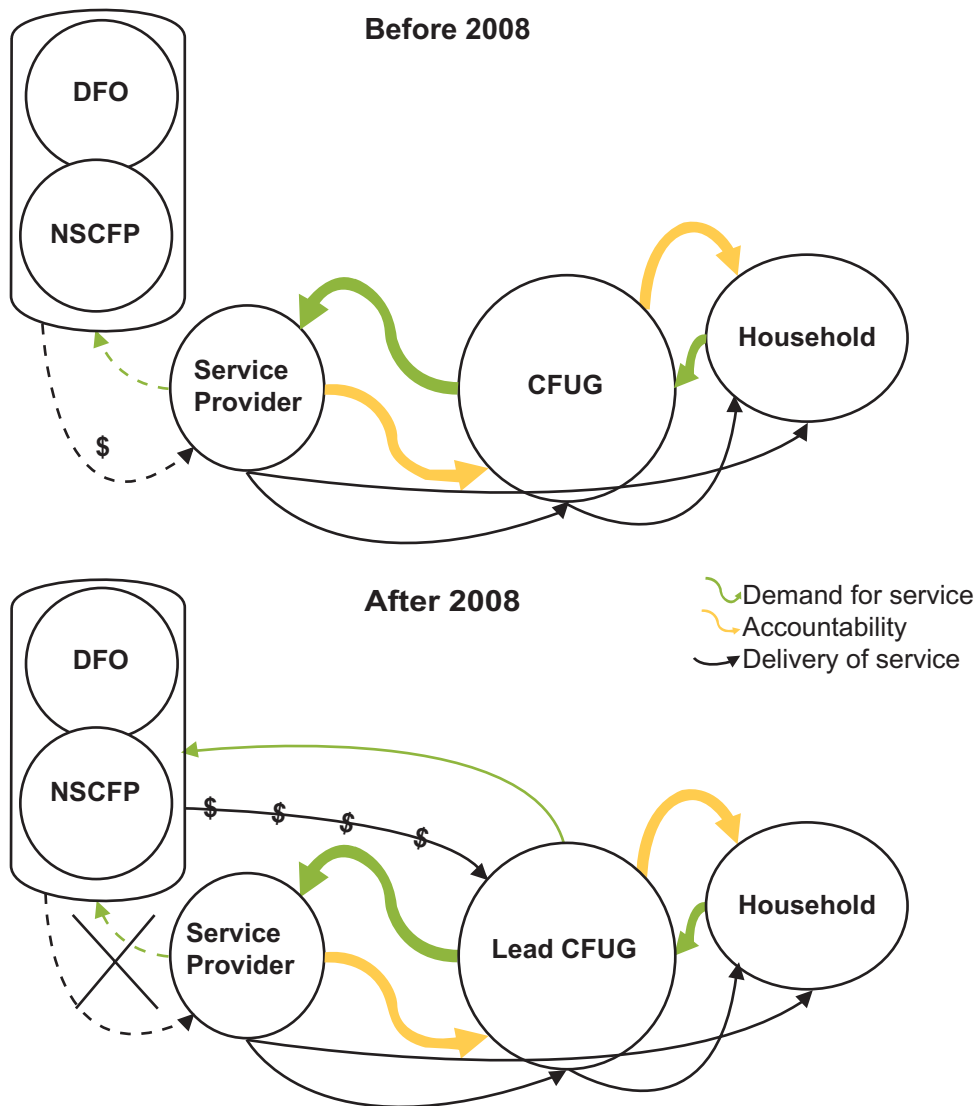 Before 2008
DFO
NSCFP
Service
Provider
CFUG
Household
$
After 2008
Demand for service
Accountability
Delivery of service
DFO
NSCFP
$ $ $ $
Service
Provider
Lead CFUG
Household